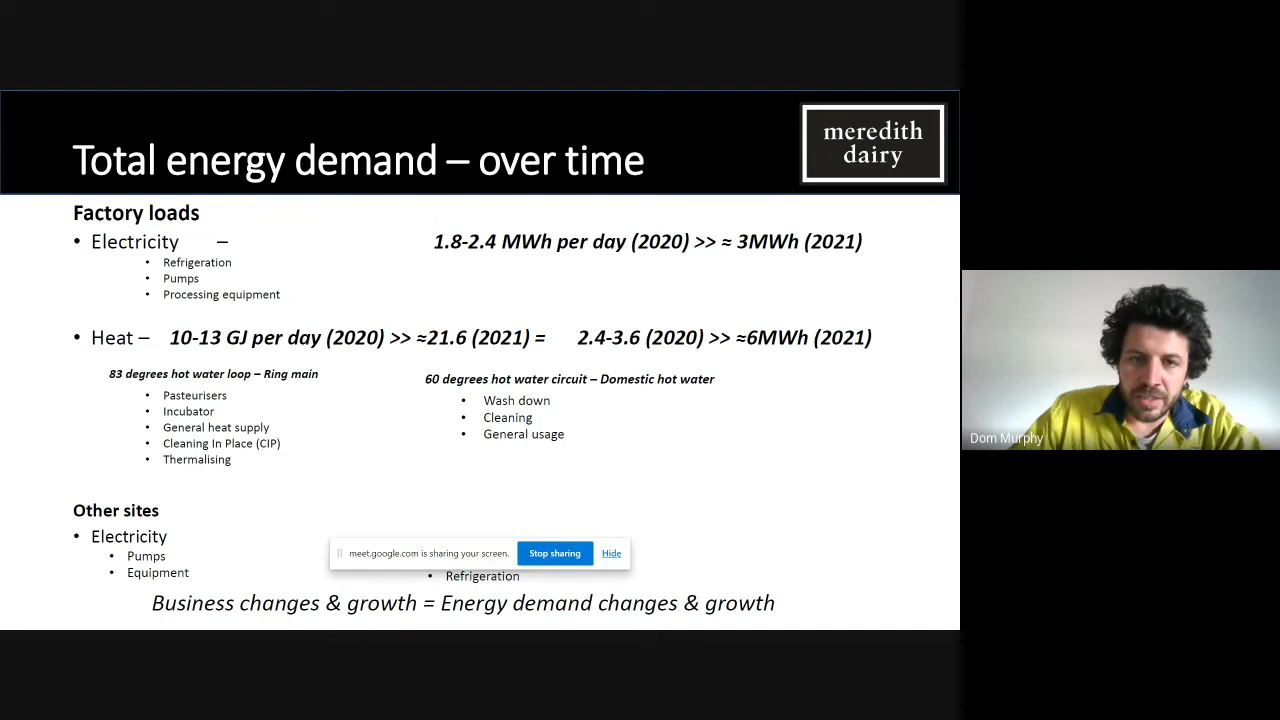 Total energy demand – over time
meredith
dairy
Factory loads
• Electricity – 1.8-2.4 MWh per day (2020) >> ≈ 3MWh (2021)
• Refrigeration
• Pumps
• Processing equipment
• Heat – 10-13 GJ per day (2020) >> ≈21.6 (2021) = 2.4-3.6 (2020) >> ≈6MWh (2021)
83 degrees hot water loop – Ring main
• Pasteurisers
• Incubator
• General heat supply
• Cleaning In Place (CIP)
• Thermalising
60 degrees hot water circuit – Domestic hot water
• Wash down
• Cleaning
• General usage
Other sites
• Electricity
• Pumps
• Equipment
meet.google.com is sharing your screen. Stop sharing Hide
• Refrigeration
Business changes & growth = Energy demand changes & growth
Dom Murphy